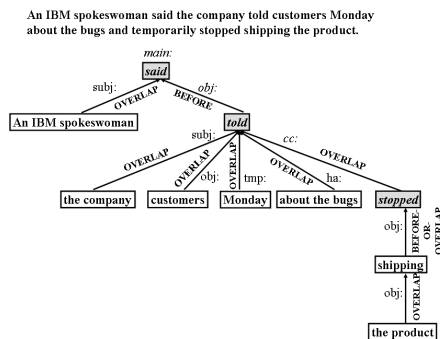 An IBM spokeswoman said the company told customers Monday
about the bugs and temporarily stopped shipping the product.
main:
said
subj:
OVERLAP
BEFORE
obj:
An IBM spokeswoman
told
subj:
cc:
OVERLAP
OVERLAP
obj:
OVERLAP
tmp:
OVERLAP
ha:
OVERLAP
the company
customers
Monday
about the bugs
stopped
obj:
BEFORE-
OR-
OVERLAP
shipping
obj:
OVERLAP
the product